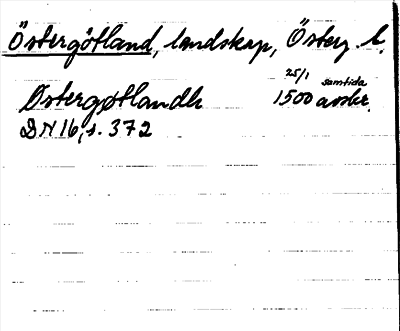 Östergötland, landskap, Österg l.
25/1 samtida
Østergøtlandh 1500 avskr.
DN 16, s. 372